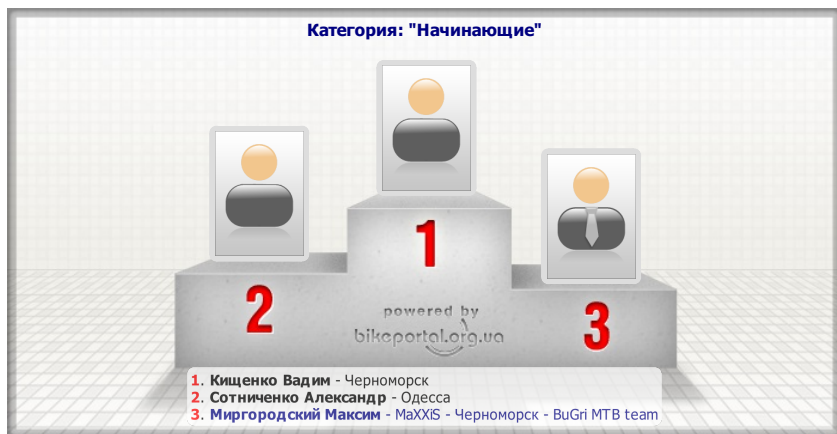 Категория: "Начинающие"
1
2
3
powered by
bikeportal.org.ua
1. Кищенко Вадим - Черноморск
2. Сотниченко Александр - Одесса
3. Миргородский Максим - MaXXiS - Черноморск - BuGri MTB team